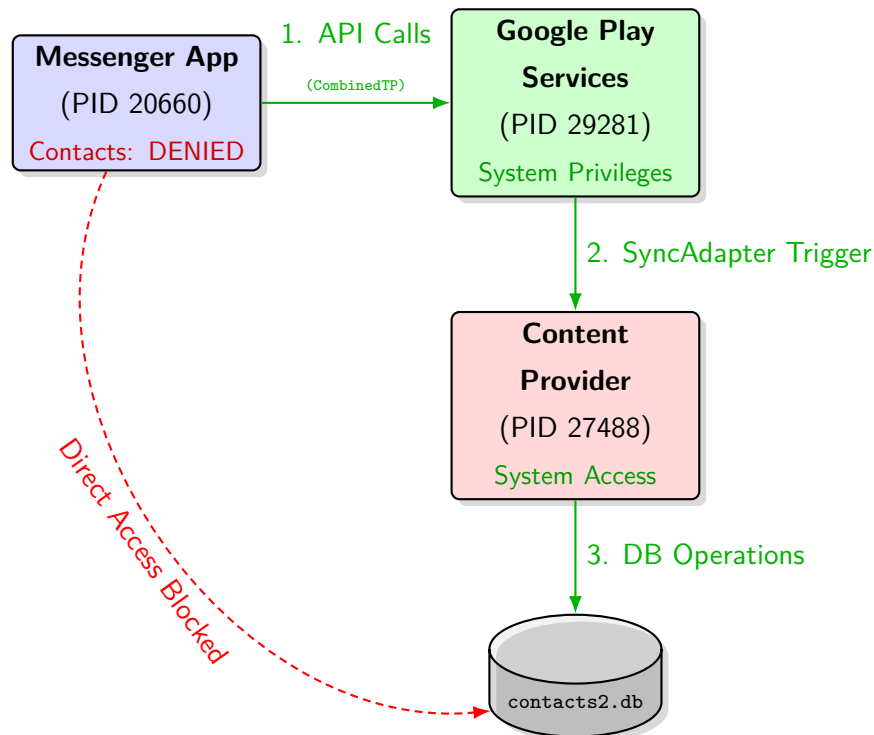 Messenger App
(PID 20660)
Contacts: DENIED
1. API Calls
(CombinedTP)
Google Play
Services
(PID 29281)
System Privileges
2. SyncAdapter Trigger
Content
Provider
(PID 27488)
System Access
Direct Access Blocked
3. DB Operations
contacts2.db